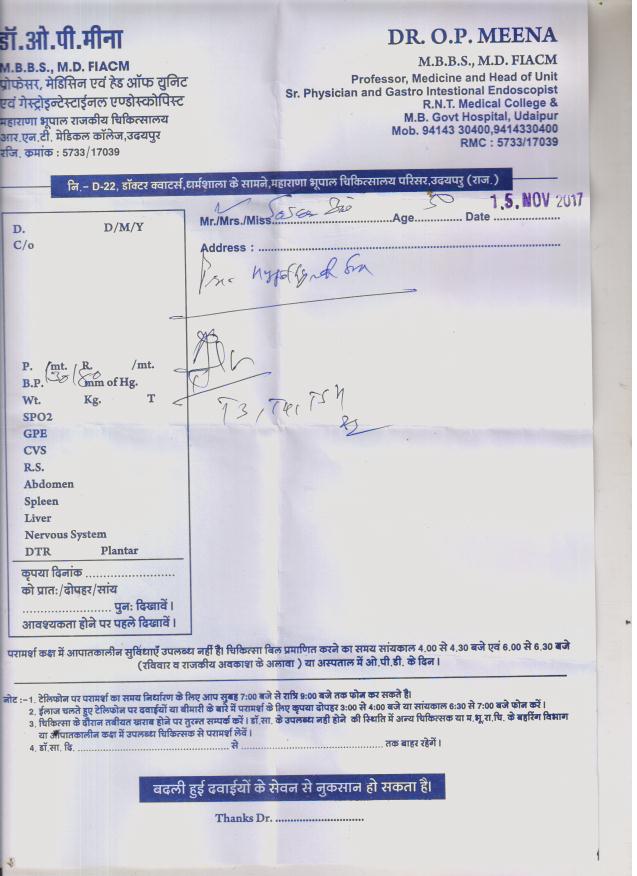 डॉ.ओ.पी.मीना
M.B.B.S., M.D. FIACM
प्रोफेसर, मेडिसिन एवं हेड ऑफ यूनिट
एवं गेस्ट्रोइन्टेस्टाईनल एण्डोस्कोपिस्ट
महाराणा भूपाल राजकीय चिकित्सालय
आर.एन.टी. मेडिकल कॉलेज,उदयपुर
रजि. क्रमांक : 5733/17039
DR. O.P. MEENA
M.B.B.S., M.D. FIACM
Professor, Medicine and Head of Unit
Sr. Physician and Gastro Intestional Endoscopist
R.N.T. Medical College &
M.B. Govt Hospital, Udaipur
Mob. 94143 30400,9414330400
RMC : 5733/17039
नि.- D-22, डॉक्टर क्वाटर्स,धर्मशाला के सामने,महाराणा भूपाल चिकित्सालय परिसर,उदयपुर (राज.)
15. NOV 2017
Mr./Mrs./Miss............Age............ Date ............
Address : ............
D. D/M/Y
C/o
P. /mt. R. /mt.
B.P. mm of Hg.
Wt. Kg. T
T3, T4, TSH
SPO2
GPE
CVS
R.S.
Abdomen
Spleen
Liver
Nervous System
DTR Plantar
कृपया दिनांक ............
को प्रातः/दोपहर/सांय
............ पुनः दिखावें।
आवश्यकता होने पर पहले दिखावें।
परामर्श कक्ष में आपातकालीन सुविधाएँ उपलब्ध नहीं है। चिकित्सा बिल प्रमाणित करने का समय सांयकाल 4.00 से 4.30 बजे एवं 6.00 से 6.30 बजे
(रविवार व राजकीय अवकाश के अलावा ) या अस्पताल में ओ.पी.डी. के दिन।
नोट :-1. टेलिफोन पर परामर्श का समय निर्धारण के लिए आप सुबह 7:00 बजे से रात्रि 9:00 बजे तक फोन कर सकते है।
2. ईलाज चलते हुए टेलिफोन पर दवाईयों या बीमारी के बारे में परामर्श के लिए कृपया दोपहर 3:00 से 4:00 बजे या सांयकाल 6:30 से 7:00 बजे फोन करें ।
3. चिकित्सा के दौरान तबीयत खराब होने पर तुरन्त सम्पर्क करें । डॉ.सा. के उपलब्ध नही होने की स्थिति में अन्य चिकित्सक या म.भू.रा.चि. के बहरिंग विभाग
या आपातकालीन कक्ष में उपलब्ध चिकित्सक से परामर्श लेवें ।
4. डॉ.सा. दि. ............ से ............ तक बाहर रहेगें ।
बदली हुई दवाईयों के सेवन से नुकसान हो सकता है।
Thanks Dr. ............